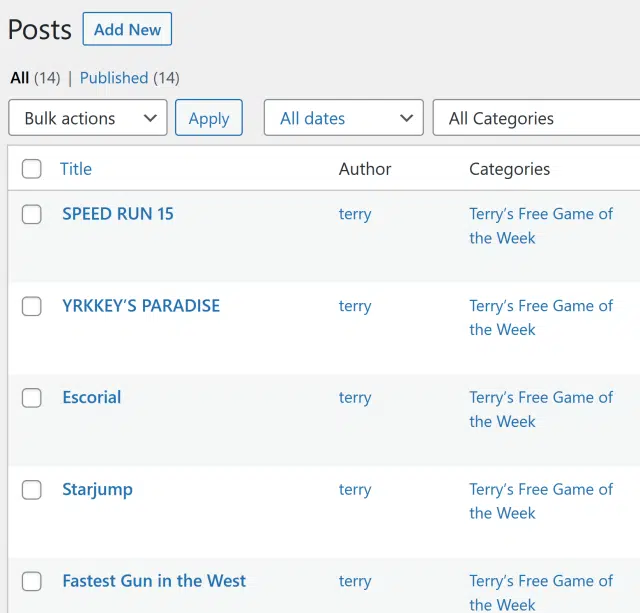 Posts Add New
All (14) | Published (14)
Bulk actions Apply All dates All Categories
Title Author Categories
SPEED RUN 15 terry Terry’s Free Game of
the Week
YRKKEY’S PARADISE terry Terry’s Free Game of
the Week
Escorial terry Terry’s Free Game of
the Week
Starjump terry Terry’s Free Game of
the Week
Fastest Gun in the West terry Terry’s Free Game of
the Week